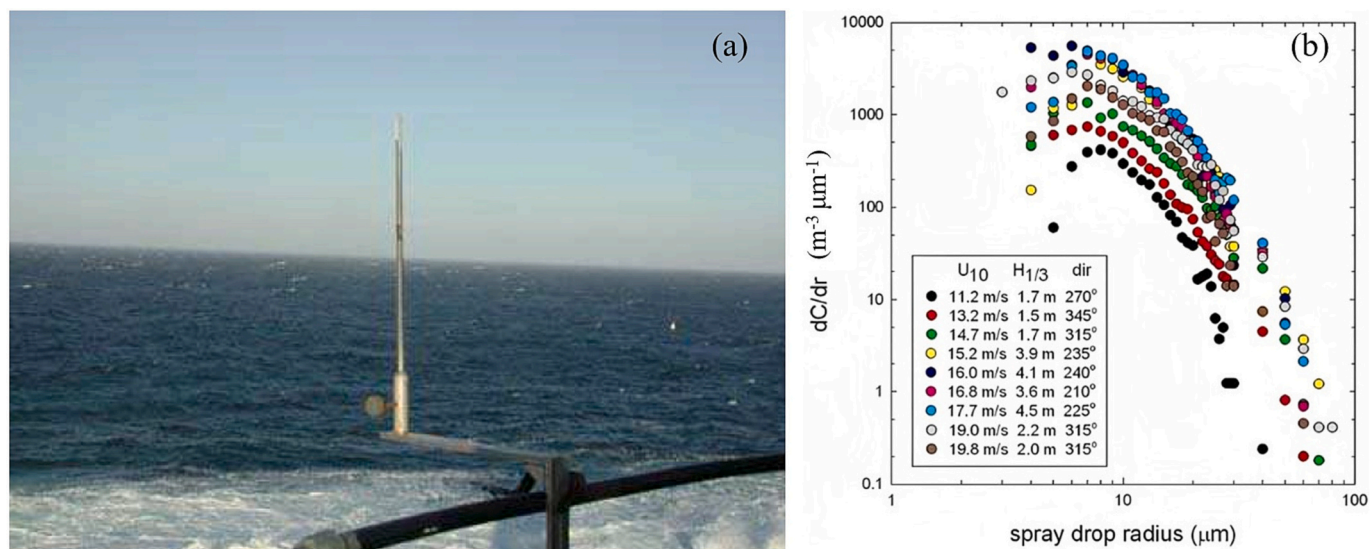 (a)
(b)
10000
1000
100
10
1
0.1
dC/dr (m⁻³ μm⁻¹)
U₁₀ H₁/₃ dir
11.2 m/s 1.7 m 270°
13.2 m/s 1.5 m 345°
14.7 m/s 1.7 m 315°
15.2 m/s 3.9 m 235°
16.0 m/s 4.1 m 240°
16.8 m/s 3.6 m 210°
17.7 m/s 4.5 m 225°
19.0 m/s 2.2 m 315°
19.8 m/s 2.0 m 315°
1 10 100
spray drop radius (μm)